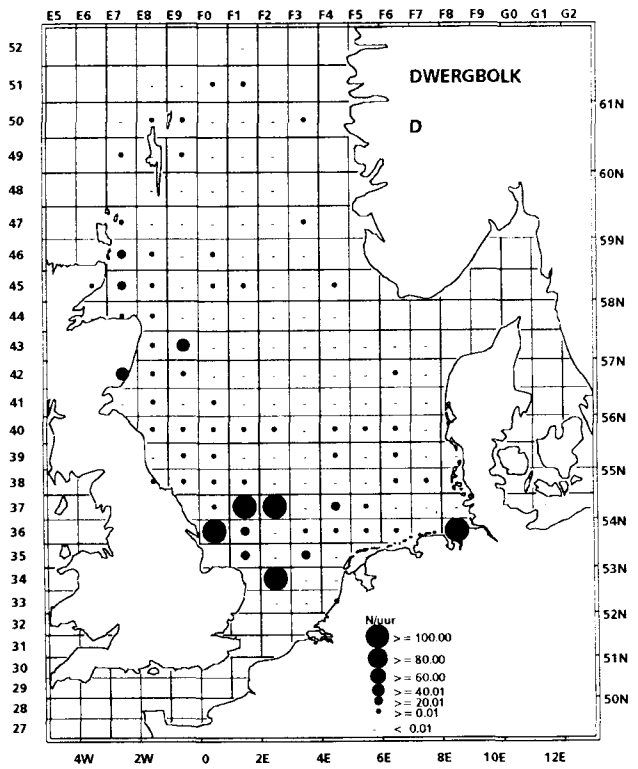 E5 E6 E7 E8 E9 F0 F1 F2 F3 F4 F5 F6 F7 F8 F9 G0 G1 G2
52
51
50
49
48
47
46
45
44
43
42
41
40
39
38
37
36
35
34
33
32
31
30
29
28
27
DWERGBOLK
D
61N
60N
59N
58N
57N
56N
55N
54N
53N
52N
51N
50N
N/uur
>= 100.00
>= 80.00
>= 60.00
>= 40.01
>= 20.01
>= 0.01
< 0.01
4W 2W 0 2E 4E 6E 8E 10E 12E